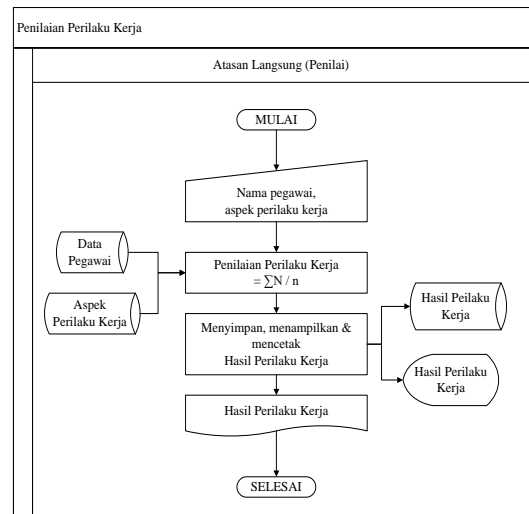 Penilaian Perilaku Kerja
Atasan Langsung (Penilai)
MULAI
Nama pegawai,
aspek perilaku kerja
Data
Pegawai
Aspek
Perilaku Kerja
Penilaian Perilaku Kerja
= ∑N / n
Menyimpan, menampilkan &
mencetak
Hasil Perilaku Kerja
Hasil Peilaku
Kerja
Hasil Perilaku
Kerja
Hasil Perilaku Kerja
SELESAI